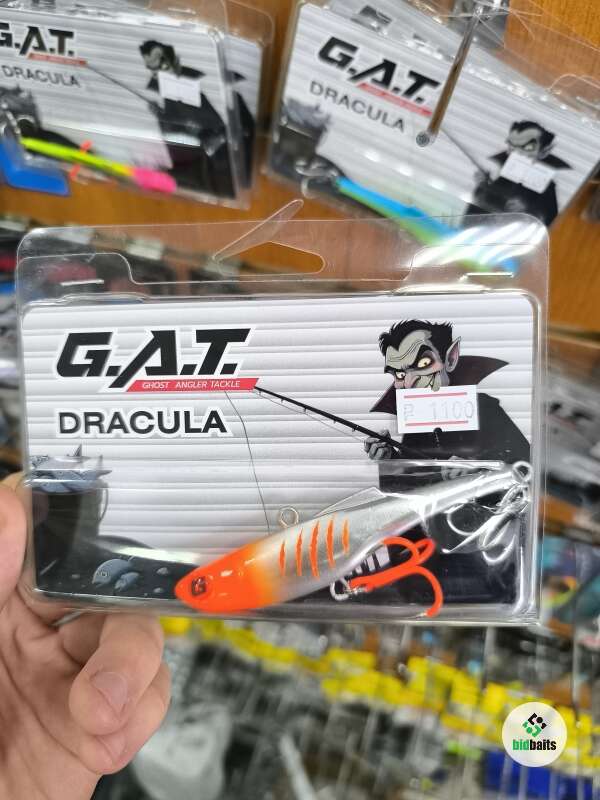 G.A.T.
DRACULA
G.A.T.
DRACULA
G.A.T.
GHOST ANGLER TACKLE
DRACULA
₽ 1100
G
bidbaits